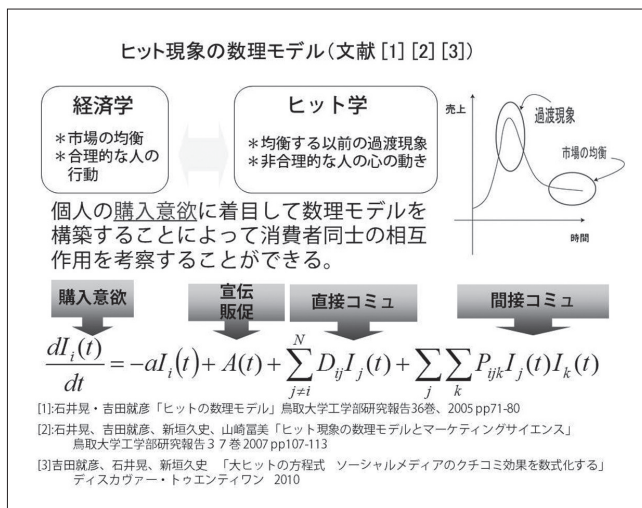 ヒット現象の数理モデル(文献 [1] [2] [3])
経済学
＊市場の均衡
＊合理的な人の
行動
ヒット学
＊均衡する以前の過渡現象
＊非合理的な人の心の動き
売上
過渡現象
市場の均衡
時間
個人の購入意欲に着目して数理モデルを
構築することによって消費者同士の相互
作用を考察することができる。
購入意欲
宣伝
販促
直接コミュ
間接コミュ
\frac{dI_i(t)}{dt} = -aI_i(t) + A(t) + \sum_{j \neq i}^{N} D_{ij}I_j(t) + \sum_j \sum_k P_{ijk}I_j(t)I_k(t)
[1]:石井晃・吉田就彦「ヒットの数理モデル」鳥取大学工学部研究報告36巻、2005 pp71-80
[2]:石井晃、吉田就彦、新垣久史、山崎富美「ヒット現象の数理モデルとマーケティングサイエンス」
鳥取大学工学部研究報告３７巻 2007 pp107-113
[3]吉田就彦、石井晃、新垣久史　「大ヒットの方程式　ソーシャルメディアのクチコミ効果を数式化する」
ディスカヴァー・トゥエンティワン　2010